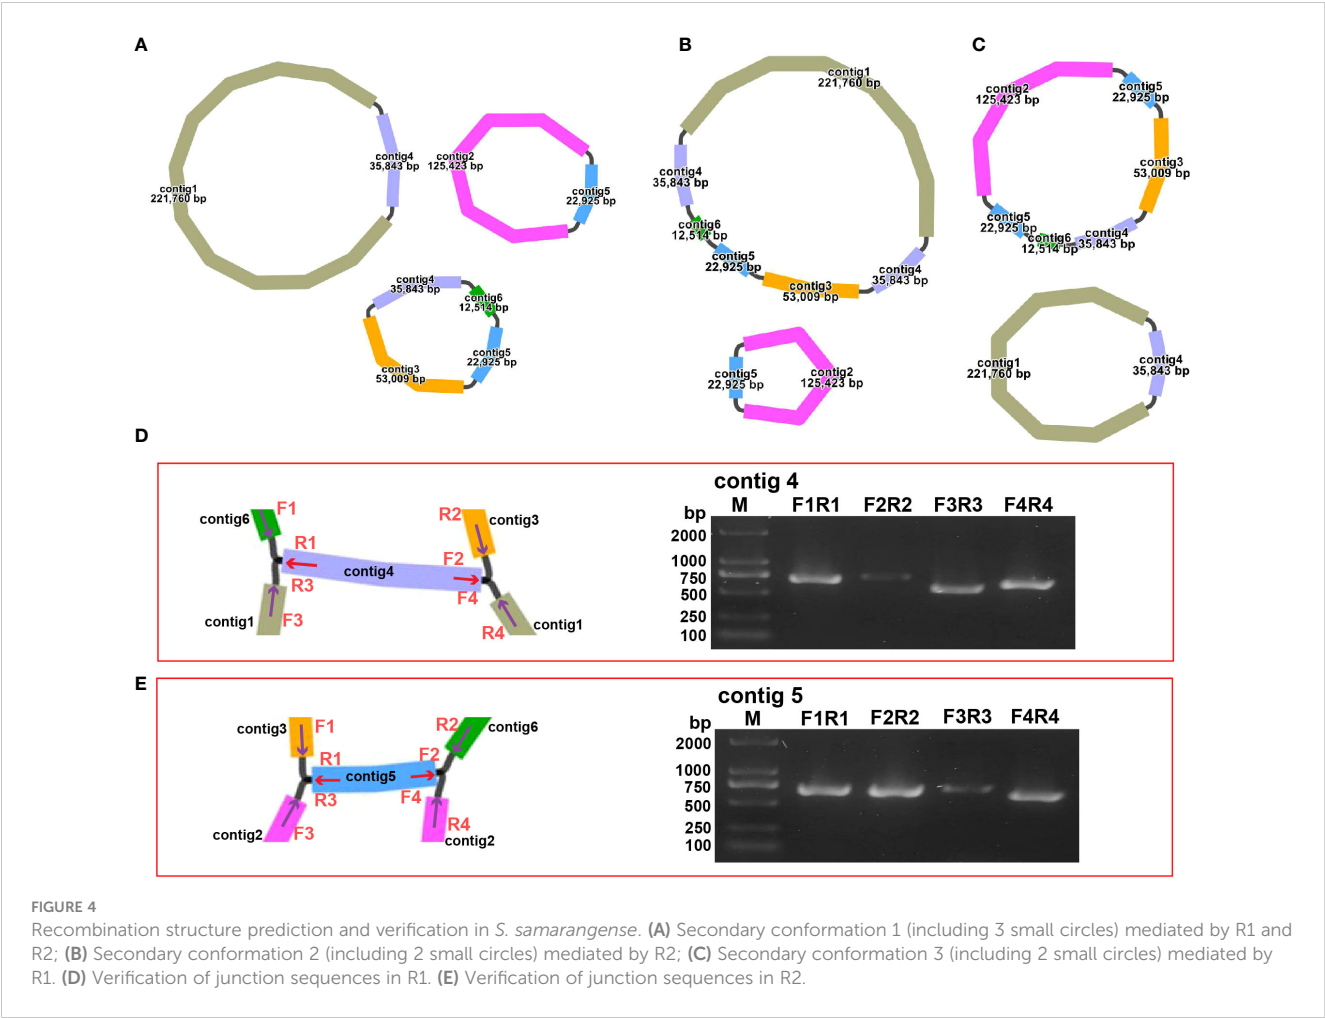 A
B
C
contig1
221,760 bp
contig4
35,843 bp
contig2
125,423 bp
contig5
22,925 bp
contig4
35,843 bp
contig6
12,514 bp
contig5
22,925 bp
contig3
53,009 bp
contig1
221,760 bp
contig4
35,843 bp
contig6
12,514 bp
contig5
22,925 bp
contig3
53,009 bp
contig4
35,843 bp
contig5
22,925 bp
contig2
125,423 bp
contig2
125,423 bp
contig5
22,925 bp
contig3
53,009 bp
contig5
22,925 bp
contig6
12,514 bp
contig4
35,843 bp
contig1
221,760 bp
contig4
35,843 bp
D
contig6
F1
R1
R3
contig1
F3
contig4
R2
contig3
F2
F4
R4
contig1
contig 4
bp
M F1R1 F2R2 F3R3 F4R4
2000
1000
750
500
250
100
E
contig3
F1
R1
R3
contig2
F3
contig5
R2
contig6
F2
F4
R4
contig2
contig 5
bp
M F1R1 F2R2 F3R3 F4R4
2000
1000
750
500
250
100
FIGURE 4
Recombination structure prediction and verification in S. samarangense. (A) Secondary conformation 1 (including 3 small circles) mediated by R1 and
R2; (B) Secondary conformation 2 (including 2 small circles) mediated by R2; (C) Secondary conformation 3 (including 2 small circles) mediated by
R1. (D) Verification of junction sequences in R1. (E) Verification of junction sequences in R2.